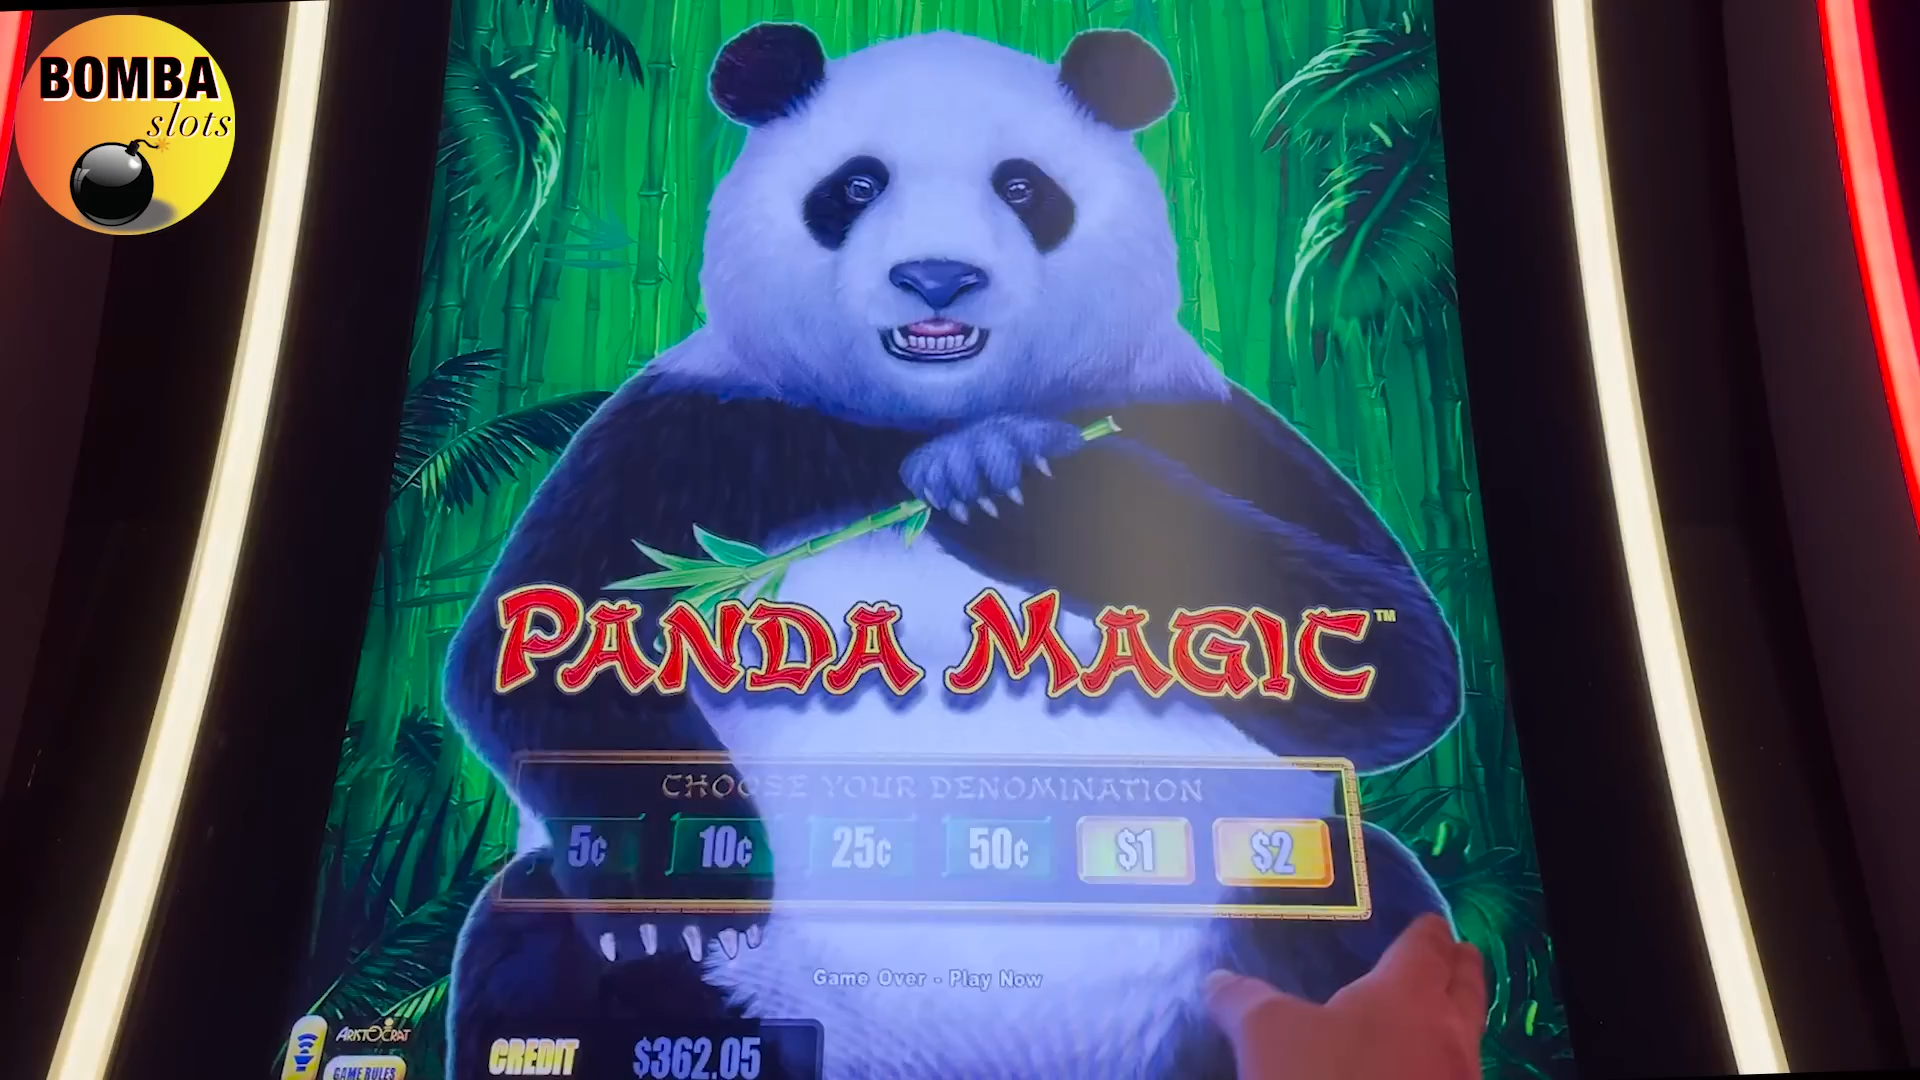 BOMBA
slots
PANDA MAGIC™
CHOOSE YOUR DENOMINATION
5¢ 10¢ 25¢ 50¢ $1 $2
Game Over - Play Now
ARISTOCRAT
GAME RULES
CREDIT $362.05